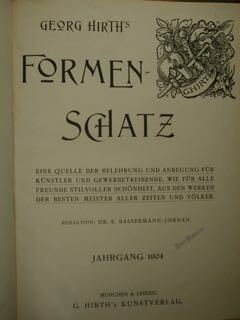 GEORG HIRTH'S
FORMEN-
G.HIRTH
SCHATZ
EINE QUELLE DER BELEHRUNG UND ANREGUNG FÜR
KÜNSTLER UND GEWERBETREIBENDE, WIE FÜR ALLE
FREUNDE STILVOLLER SCHÖNHEIT, AUS DEN WERKEN
DER BESTEN MEISTER ALLER ZEITEN UND VÖLKER.
REDACTION: DR. E. BASSERMANN-JORDAN.
JAHRGANG 1904
MÜNCHEN & LEIPZIG
G. HIRTH'S KUNSTVERLAG.